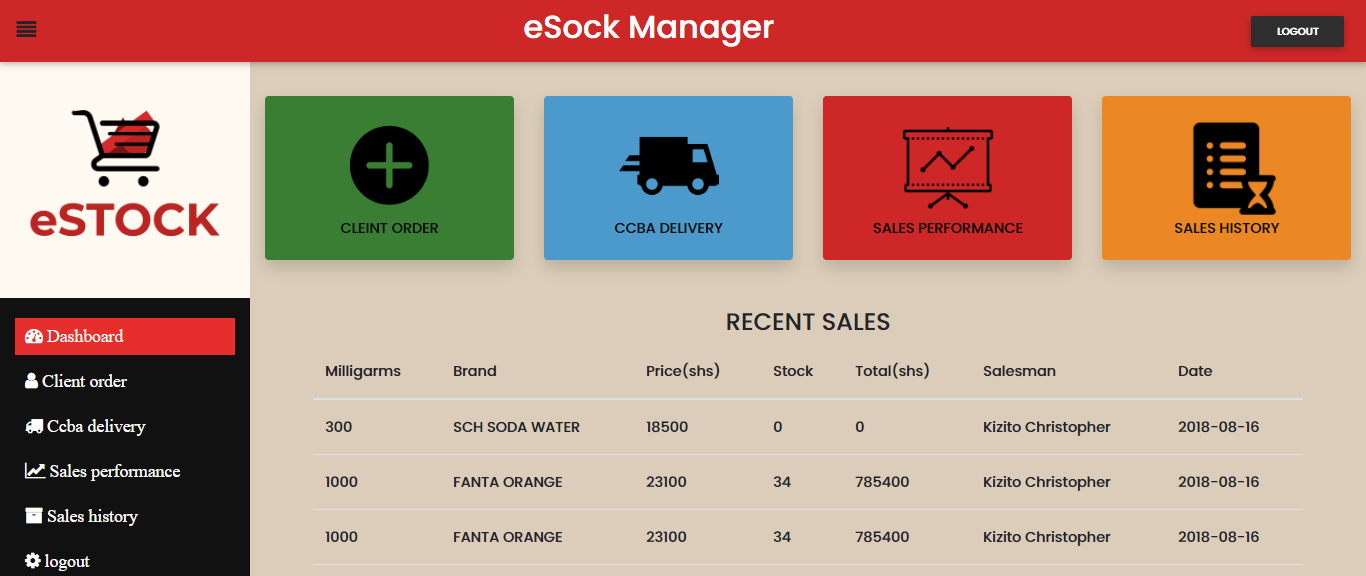 eSock Manager
LOGOUT
eSTOCK
Dashboard
Client order
Ccba delivery
Sales performance
Sales history
logout
CLEINT ORDER
CCBA DELIVERY
SALES PERFORMANCE
SALES HISTORY
RECENT SALES
Milligarms Brand Price(shs) Stock Total(shs) Salesman Date
300 SCH SODA WATER 18500 0 0 Kizito Christopher 2018-08-16
1000 FANTA ORANGE 23100 34 785400 Kizito Christopher 2018-08-16
1000 FANTA ORANGE 23100 34 785400 Kizito Christopher 2018-08-16